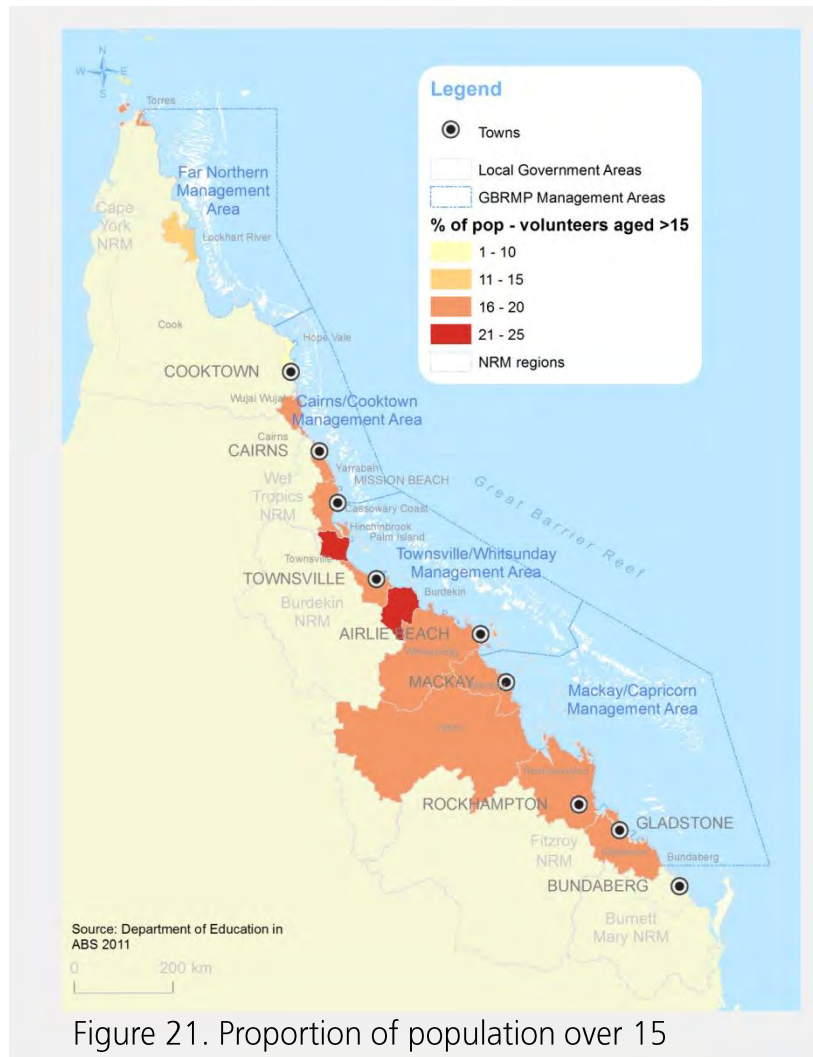 N
W E
S
Torres
Far Northern
Management
Area
Cape
York
NRM
Lockhart River
Cook
Hope Vale
COOKTOWN
Wujal Wujal
Cairns/Cooktown
Management Area
Cairns
CAIRNS
Yarrabah
MISSION BEACH
Wet
Tropics
NRM
Cassowary Coast
Hinchinbrook
Palm Island
Great Barrier Reef
Townsville
TOWNSVILLE
Townsville/Whitsunday
Management Area
Burdekin
Burdekin
NRM
AIRLIE BEACH
Whitsunday
MACKAY
Mackay/Capricorn
Management Area
ROCKHAMPTON
GLADSTONE
Fitzroy
NRM
Bundaberg
BUNDABERG
Burnett
Mary NRM
Legend
Towns
Local Government Areas
GBRMP Management Areas
% of pop - volunteers aged >15
1 - 10
11 - 15
16 - 20
21 - 25
NRM regions
Source: Department of Education in
ABS 2011
0 200 km
Figure 21. Proportion of population over 15